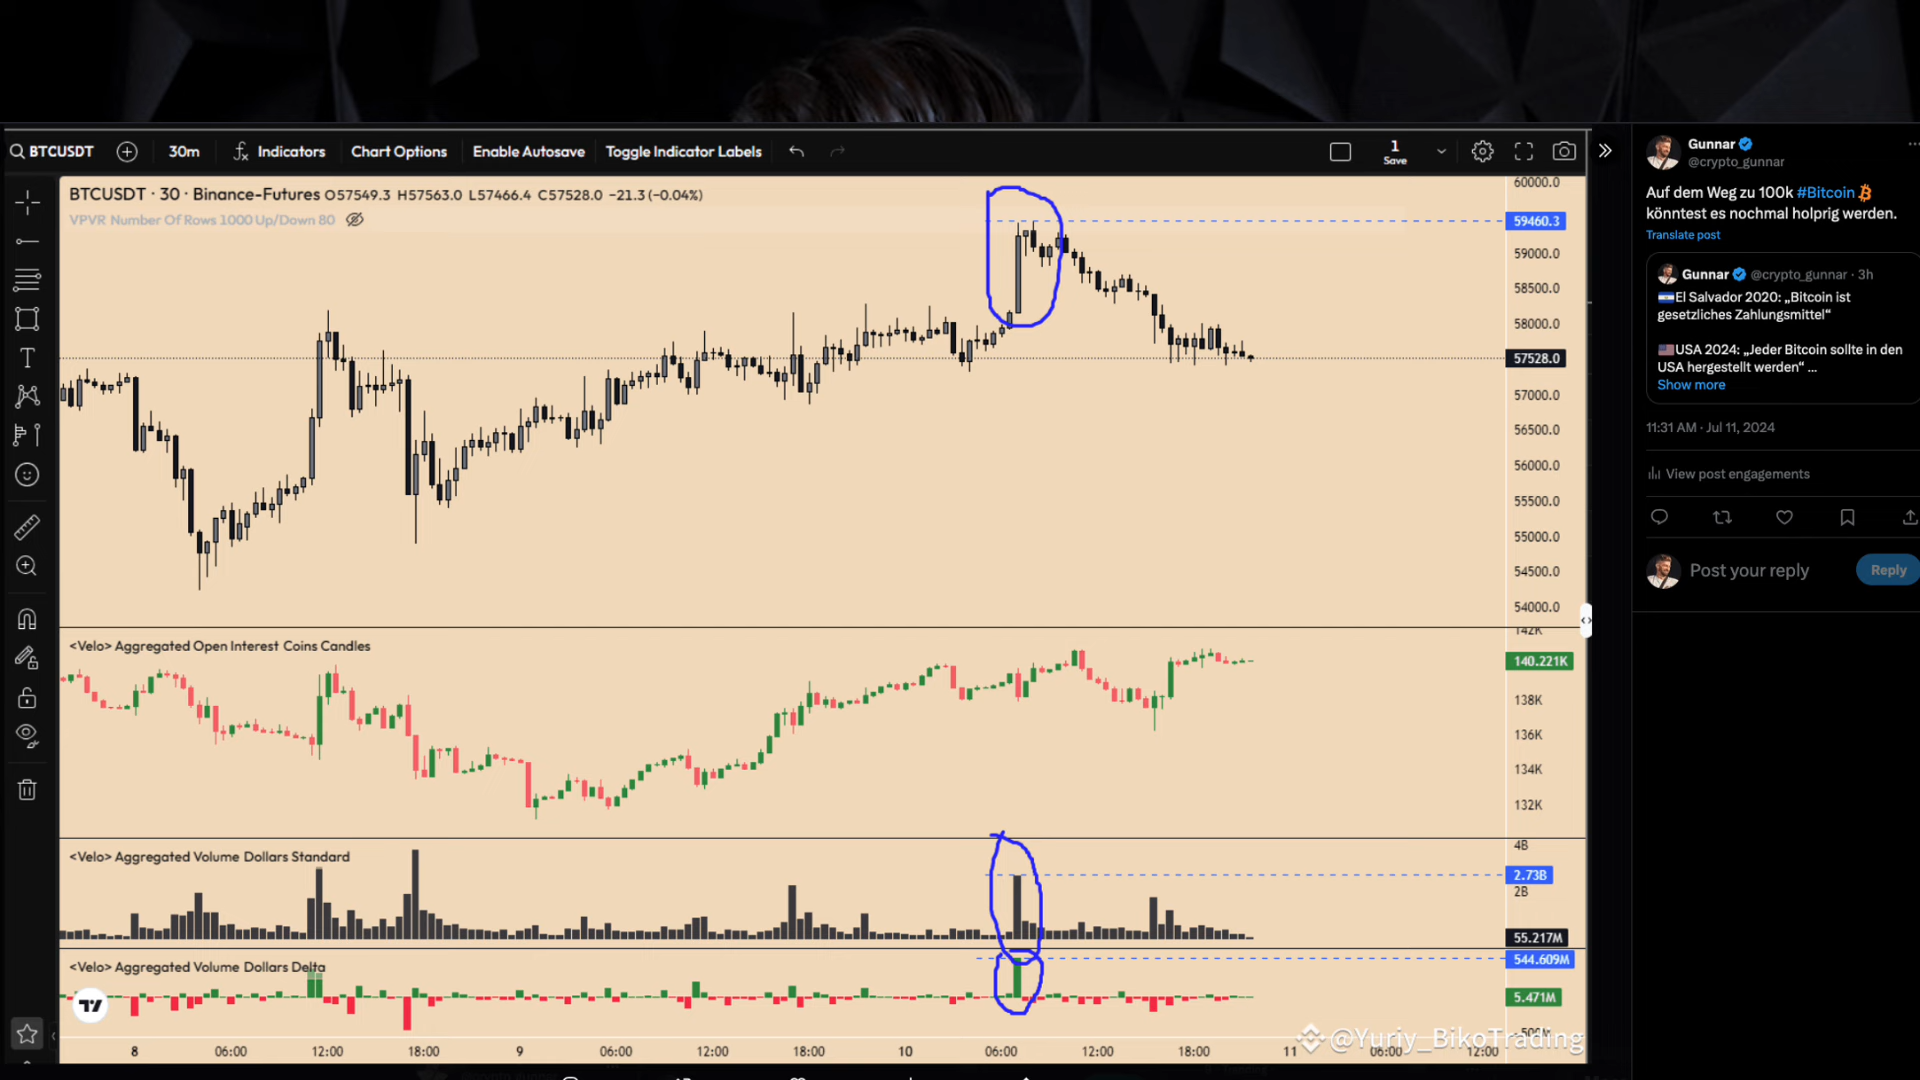 BTCUSDT
30m
Indicators
Chart Options
Enable Autosave
Toggle Indicator Labels
1
Save
BTCUSDT · 30 · Binance-Futures O57549.3 H57563.0 L57466.4 C57528.0 −21.3 (−0.04%)
VPVR Number Of Rows 1000 Up/Down 80
60000.0
59460.3
59000.0
58500.0
58000.0
57528.0
57000.0
56500.0
56000.0
55500.0
55000.0
54500.0
54000.0
<Velo> Aggregated Open Interest Coins Candles
142K
140.221K
138K
136K
134K
132K
<Velo> Aggregated Volume Dollars Standard
4B
2.73B
2B
55.217M
<Velo> Aggregated Volume Dollars Delta
544.609M
5.471M
-500M
8 06:00 12:00 18:00 9 06:00 12:00 18:00 10 06:00 12:00 18:00 11 06:00 12:00
@Yuriy_BikoTrading
Gunnar
@crypto_gunnar
Auf dem Weg zu 100k #Bitcoin
könntest es nochmal holprig werden.
Translate post
Gunnar @crypto_gunnar · 3h
El Salvador 2020: „Bitcoin ist
gesetzliches Zahlungsmittel“
USA 2024: „Jeder Bitcoin sollte in den
USA hergestellt werden“ ...
Show more
11:31 AM · Jul 11, 2024
View post engagements
Post your reply
Reply